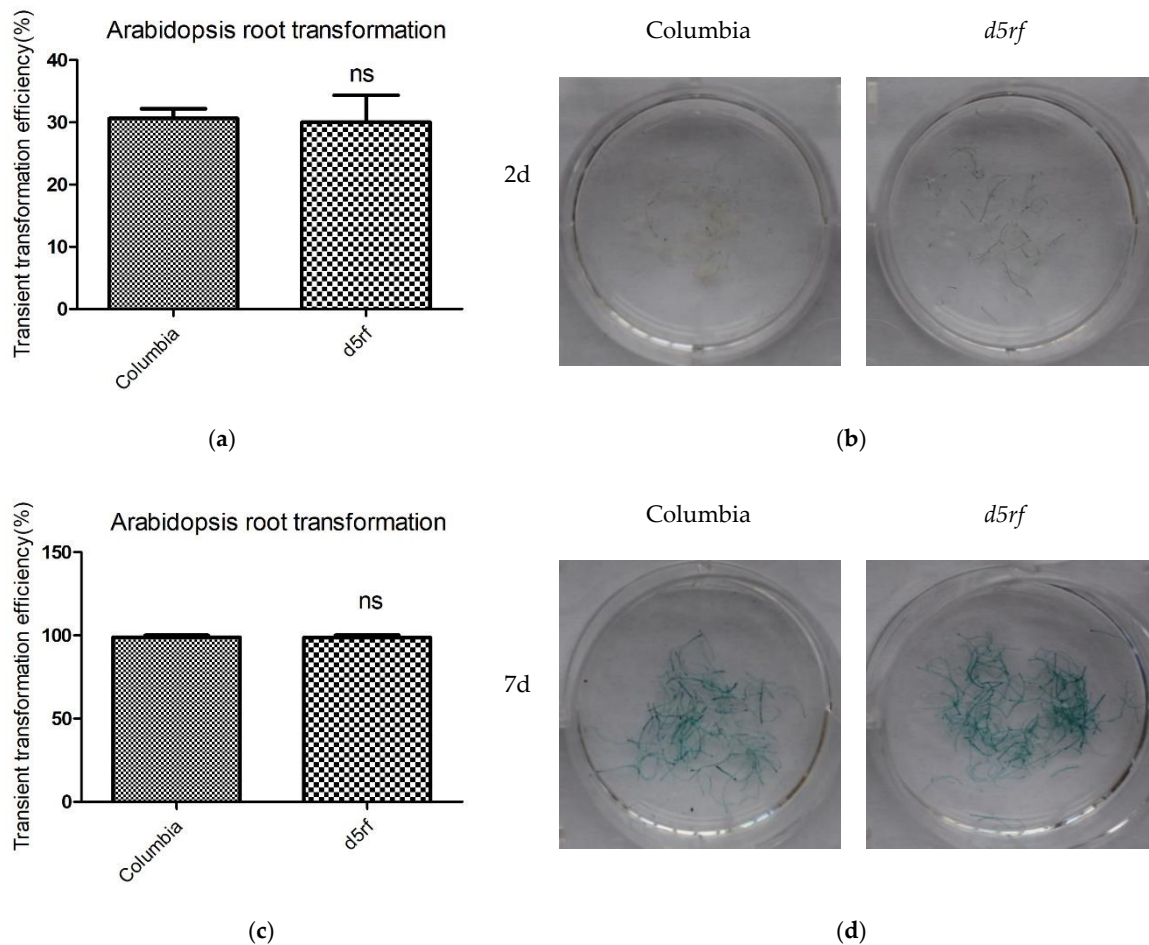 Arabidopsis root transformation
Transient transformation efficiency(%)
40
30
20
10
0
ns
Columbia
d5rf
(a)
Columbia
d5rf
2d
(b)
Arabidopsis root transformation
Transient transformation efficiency(%)
150
100
50
0
ns
Columbia
d5rf
(c)
Columbia
d5rf
7d
(d)